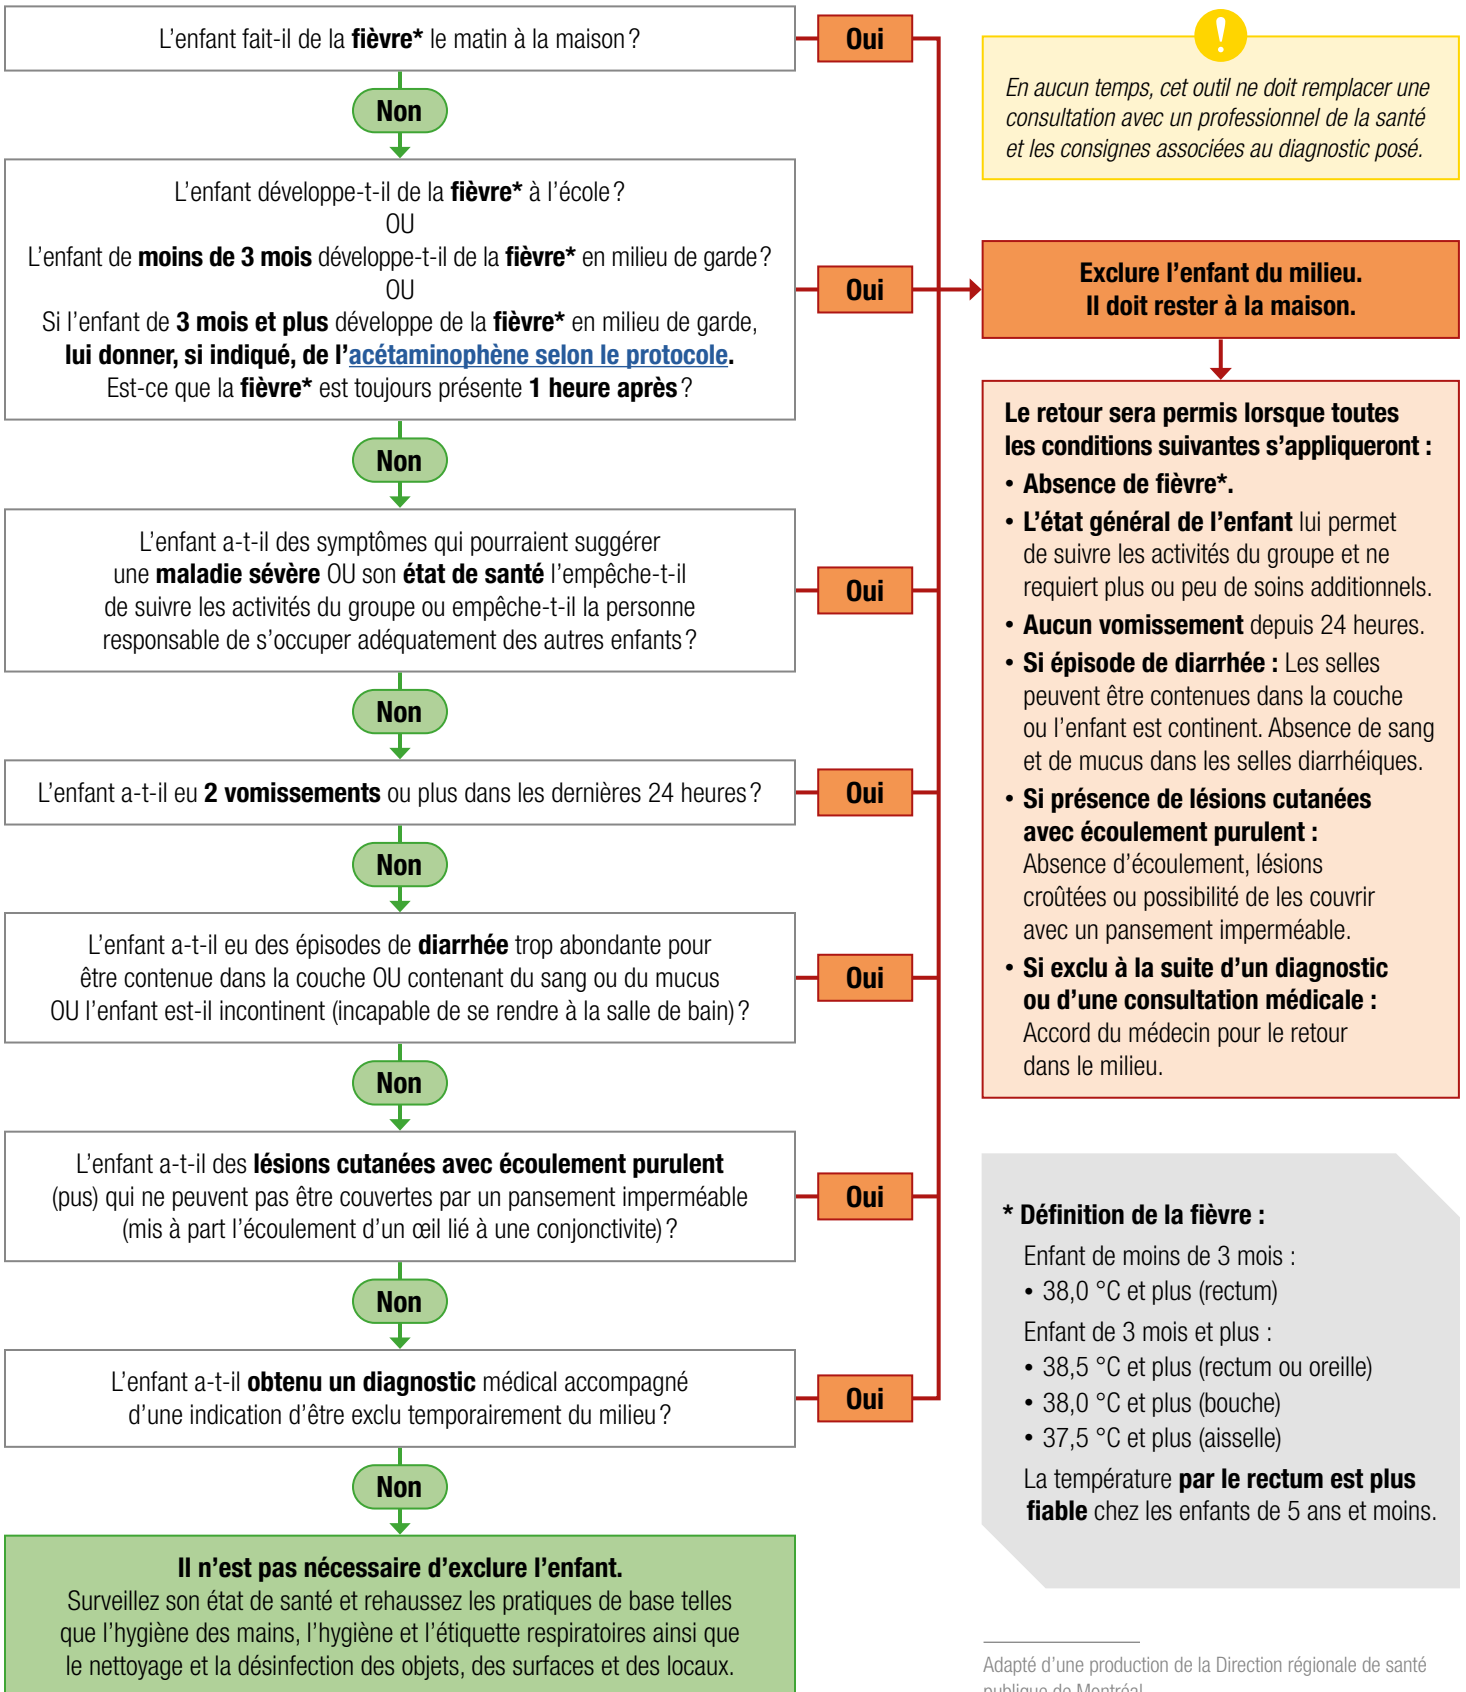 L'enfant fait-il de la fièvre* le matin à la maison ?
Oui
Non
L'enfant développe-t-il de la fièvre* à l'école ?
OU
L'enfant de moins de 3 mois développe-t-il de la fièvre* en milieu de garde ?
OU
Si l'enfant de 3 mois et plus développe de la fièvre* en milieu de garde,
lui donner, si indiqué, de l'acétaminophène selon le protocole.
Est-ce que la fièvre* est toujours présente 1 heure après ?
Oui
Non
L'enfant a-t-il des symptômes qui pourraient suggérer
une maladie sévère OU son état de santé l'empêche-t-il
de suivre les activités du groupe ou empêche-t-il la personne
responsable de s'occuper adéquatement des autres enfants ?
Oui
Non
L'enfant a-t-il eu 2 vomissements ou plus dans les dernières 24 heures ?
Oui
Non
L'enfant a-t-il eu des épisodes de diarrhée trop abondante pour
être contenue dans la couche OU contenant du sang ou du mucus
OU l'enfant est-il incontinent (incapable de se rendre à la salle de bain) ?
Oui
Non
L'enfant a-t-il des lésions cutanées avec écoulement purulent
(pus) qui ne peuvent pas être couvertes par un pansement imperméable
(mis à part l'écoulement d'un œil lié à une conjonctivite) ?
Oui
Non
L'enfant a-t-il obtenu un diagnostic médical accompagné
d'une indication d'être exclu temporairement du milieu ?
Oui
Non
Il n'est pas nécessaire d'exclure l'enfant.
Surveillez son état de santé et rehaussez les pratiques de base telles
que l'hygiène des mains, l'hygiène et l'étiquette respiratoires ainsi que
le nettoyage et la désinfection des objets, des surfaces et des locaux.
!
En aucun temps, cet outil ne doit remplacer une
consultation avec un professionnel de la santé
et les consignes associées au diagnostic posé.
Exclure l'enfant du milieu.
Il doit rester à la maison.
Le retour sera permis lorsque toutes
les conditions suivantes s'appliqueront :
• Absence de fièvre*.
• L'état général de l'enfant lui permet
de suivre les activités du groupe et ne
requiert plus ou peu de soins additionnels.
• Aucun vomissement depuis 24 heures.
• Si épisode de diarrhée : Les selles
peuvent être contenues dans la couche
ou l'enfant est continent. Absence de sang
et de mucus dans les selles diarrhéiques.
• Si présence de lésions cutanées
avec écoulement purulent :
Absence d'écoulement, lésions
croûtées ou possibilité de les couvrir
avec un pansement imperméable.
• Si exclu à la suite d'un diagnostic
ou d'une consultation médicale :
Accord du médecin pour le retour
dans le milieu.
* Définition de la fièvre :
Enfant de moins de 3 mois :
• 38,0 °C et plus (rectum)
Enfant de 3 mois et plus :
• 38,5 °C et plus (rectum ou oreille)
• 38,0 °C et plus (bouche)
• 37,5 °C et plus (aisselle)
La température par le rectum est plus
fiable chez les enfants de 5 ans et moins.
Adapté d'une production de la Direction régionale de santé
publique de Montréal